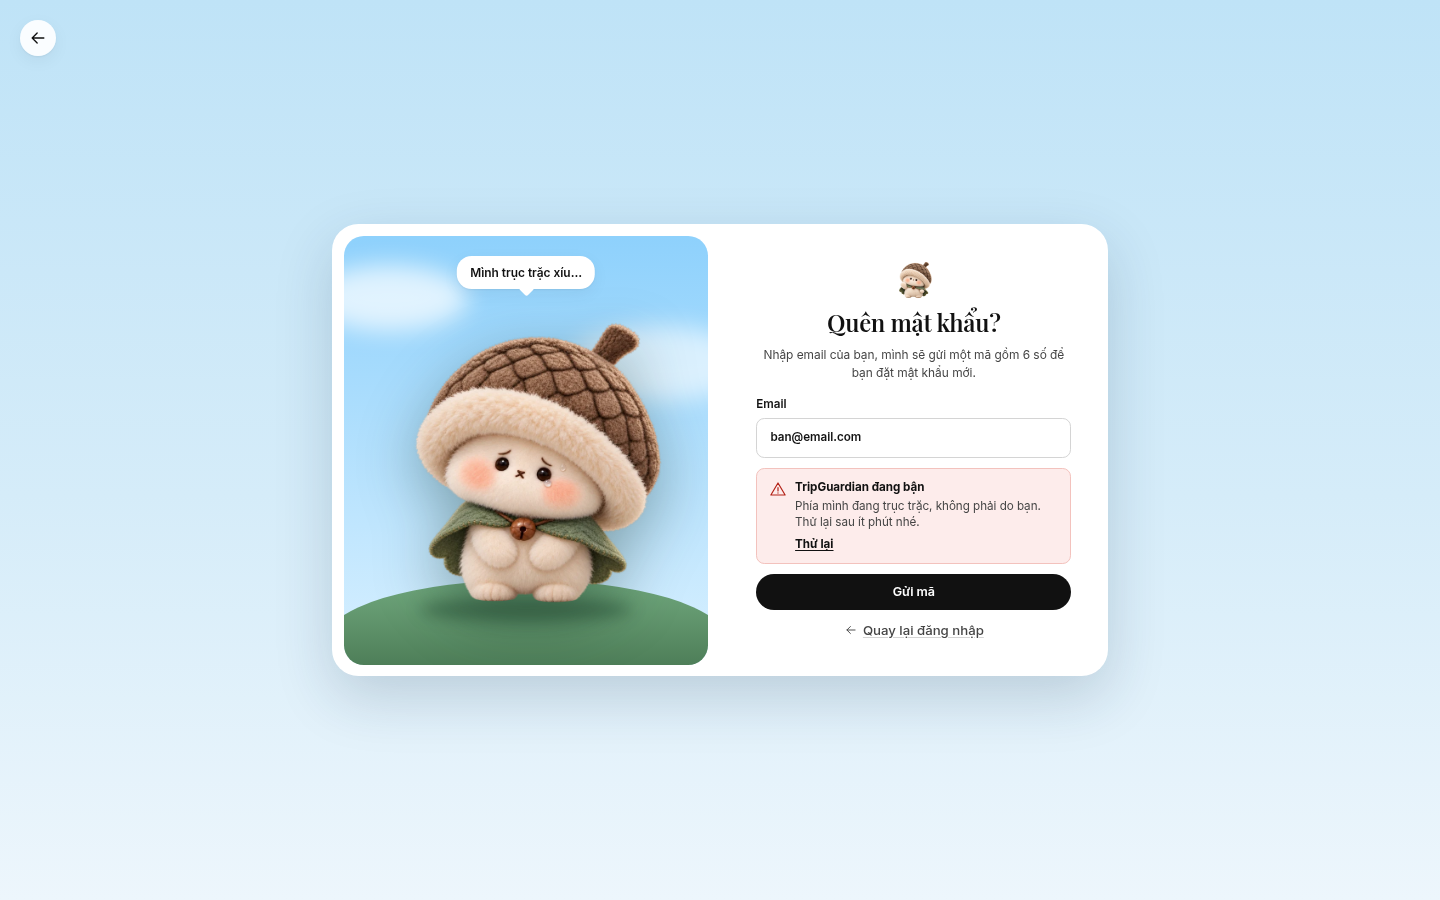 Mình trục trặc xíu...
Quên mật khẩu?
Nhập email của bạn, mình sẽ gửi một mã gồm 6 số để
bạn đặt mật khẩu mới.
Email
ban@email.com
TripGuardian đang bận
Phía mình đang trục trặc, không phải do bạn.
Thử lại sau ít phút nhé.
Thử lại
Gửi mã
Quay lại đăng nhập